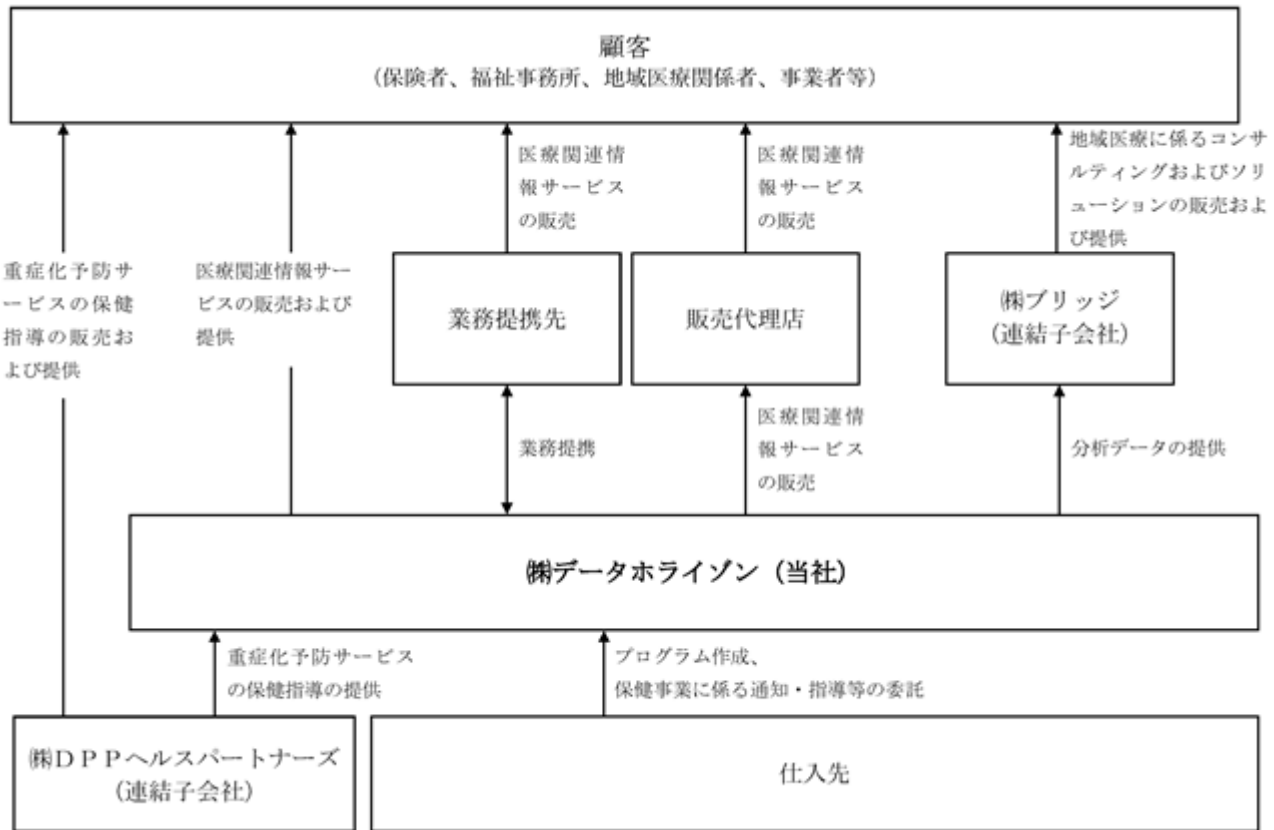 顧客
（保険者、福祉事務所、地域医療関係者、事業者等）
医療関連情
報サービス
の販売
医療関連情
報サービス
の販売
地域医療に係るコンサ
ルティングおよびソリ
ューションの販売およ
び提供
重症化予防サ
ービスの保健
指導の販売お
よび提供
医療関連情報サー
ビスの販売および
提供
業務提携先
販売代理店
㈱ブリッジ
（連結子会社）
業務提携
医療関連情
報サービス
の販売
分析データの提供
㈱データホライゾン（当社）
重症化予防サービス
の保健指導の提供
プログラム作成、
保健事業に係る通知・指導等の委託
㈱ＤＰＰヘルスパートナーズ
（連結子会社）
仕入先